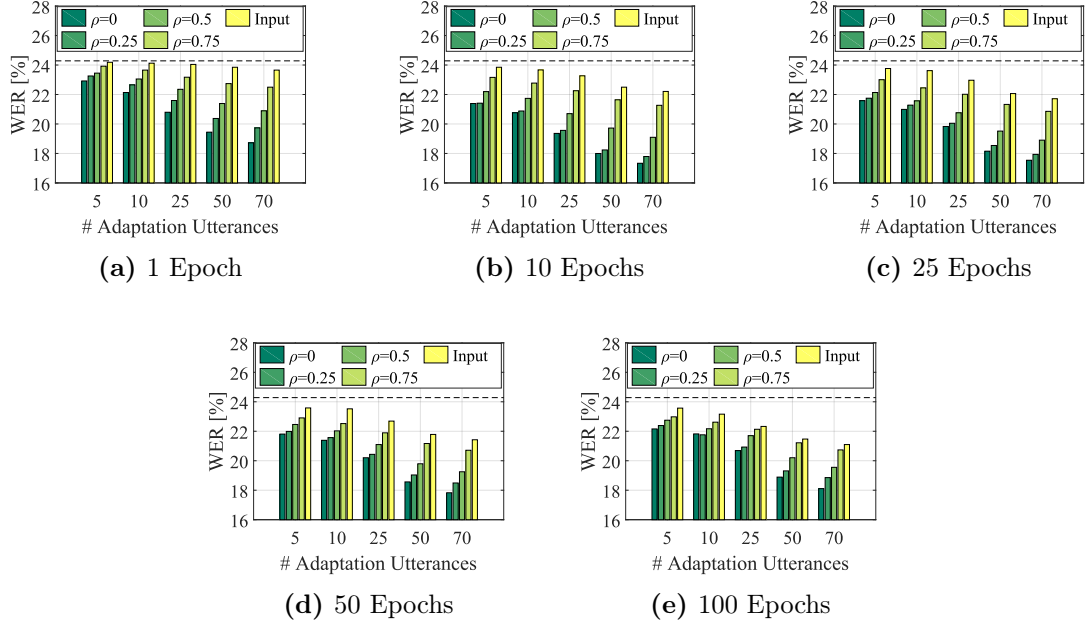 28
26
24
22
20
18
16
WER [%]
ρ=0 ρ=0.5 Input
ρ=0.25 ρ=0.75
5 10 25 50 70
# Adaptation Utterances
(a) 1 Epoch
28
26
24
22
20
18
16
WER [%]
ρ=0 ρ=0.5 Input
ρ=0.25 ρ=0.75
5 10 25 50 70
# Adaptation Utterances
(b) 10 Epochs
28
26
24
22
20
18
16
WER [%]
ρ=0 ρ=0.5 Input
ρ=0.25 ρ=0.75
5 10 25 50 70
# Adaptation Utterances
(c) 25 Epochs
28
26
24
22
20
18
16
WER [%]
ρ=0 ρ=0.5 Input
ρ=0.25 ρ=0.75
5 10 25 50 70
# Adaptation Utterances
(d) 50 Epochs
28
26
24
22
20
18
16
WER [%]
ρ=0 ρ=0.5 Input
ρ=0.25 ρ=0.75
5 10 25 50 70
# Adaptation Utterances
(e) 100 Epochs